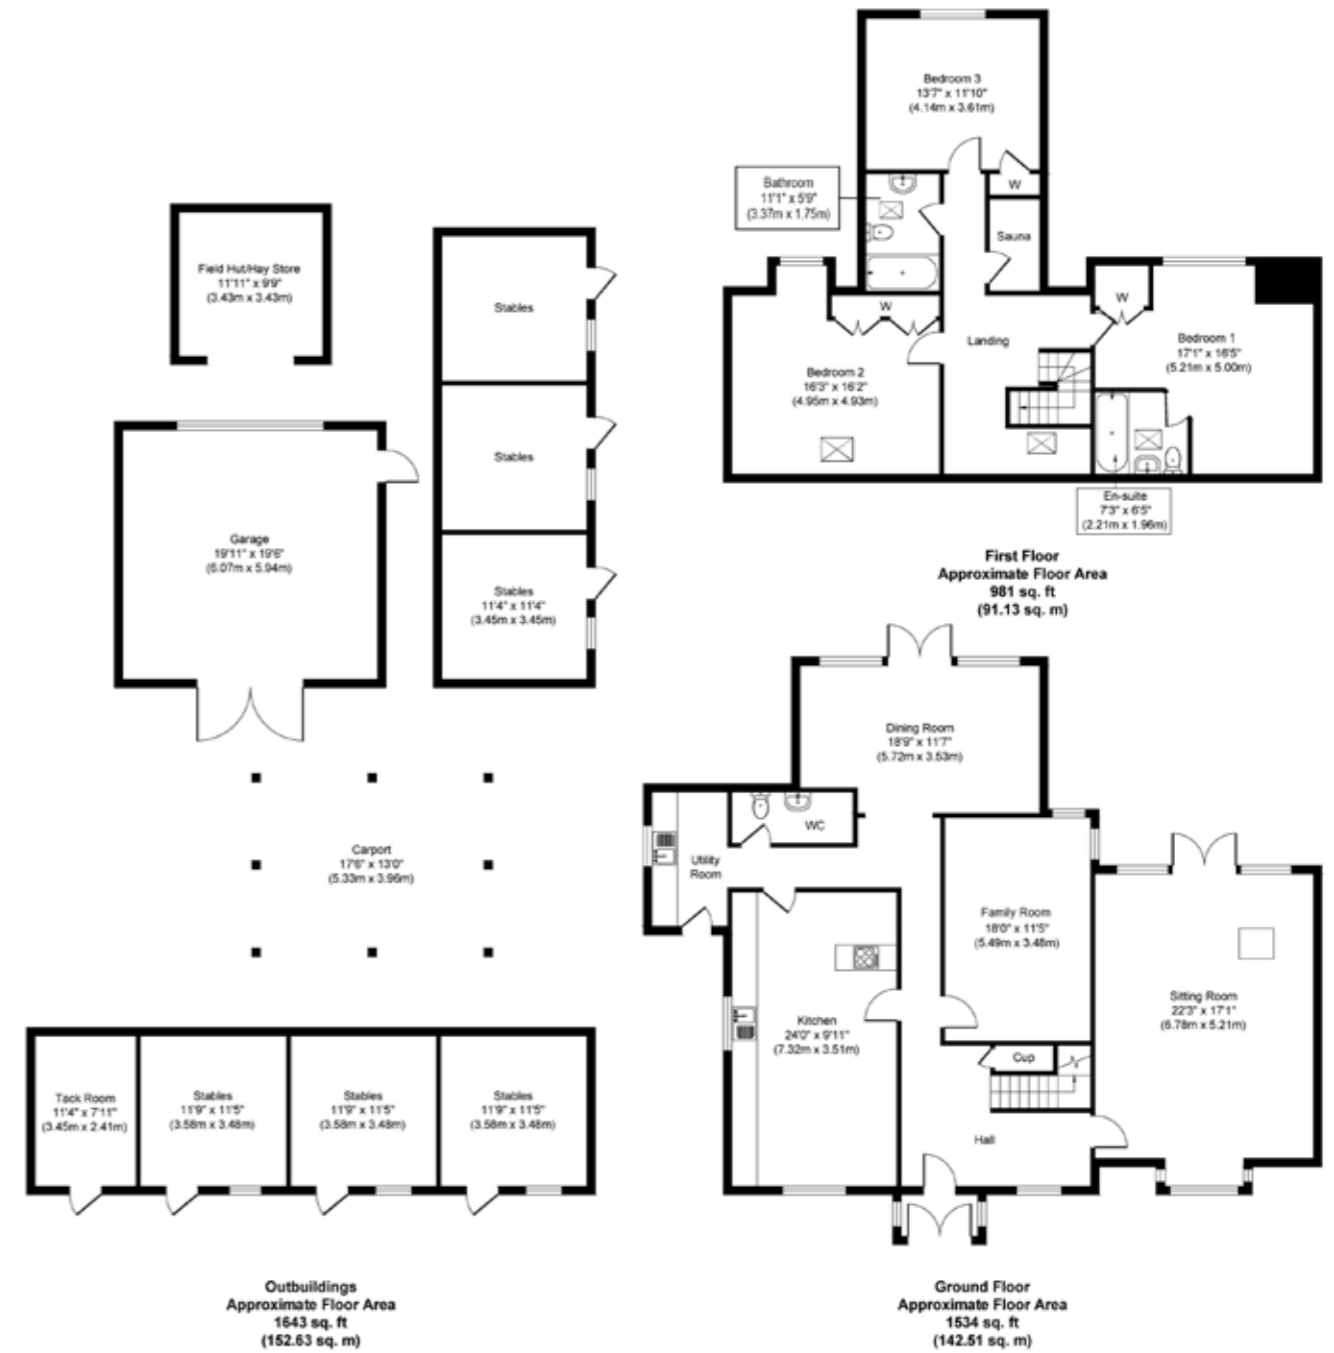 Bedroom 3
13'7" x 11'10"
(4.14m x 3.61m)
W
Bathroom
11'1" x 5'9"
(3.37m x 1.75m)
Sauna
W
W
Landing
Bedroom 2
16'3" x 16'2"
(4.95m x 4.93m)
Bedroom 1
17'1" x 16'5"
(5.21m x 5.00m)
En-suite
7'3" x 6'5"
(2.21m x 1.96m)
First Floor
Approximate Floor Area
981 sq. ft
(91.13 sq. m)
Field Hut/Hay Store
11'11" x 9'9"
(3.43m x 3.43m)
Stables
Stables
Stables
11'4" x 11'4"
(3.45m x 3.45m)
Garage
19'11" x 19'6"
(6.07m x 5.94m)
Carport
17'6" x 13'0"
(5.33m x 3.96m)
Tack Room
11'4" x 7'11"
(3.45m x 2.41m)
Stables
11'9" x 11'5"
(3.58m x 3.48m)
Stables
11'9" x 11'5"
(3.58m x 3.48m)
Stables
11'9" x 11'5"
(3.58m x 3.48m)
Outbuildings
Approximate Floor Area
1643 sq. ft
(152.63 sq. m)
Dining Room
18'9" x 11'7"
(5.72m x 3.53m)
WC
Utility
Room
Family Room
18'0" x 11'5"
(5.49m x 3.48m)
Sitting Room
22'3" x 17'1"
(6.78m x 5.21m)
Kitchen
24'0" x 9'11"
(7.32m x 3.51m)
Cup
Hall
Ground Floor
Approximate Floor Area
1534 sq. ft
(142.51 sq. m)